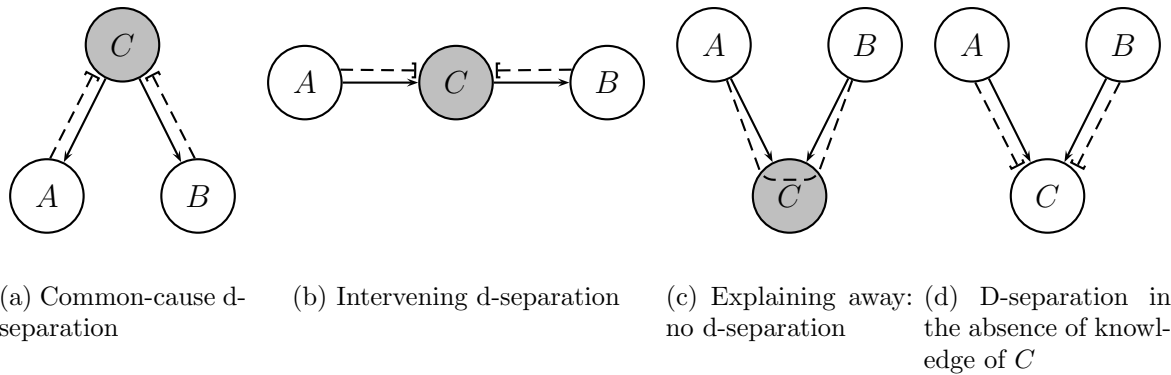 C
A B
A C B
A B
C
A B
C
(a) Common-cause d-
separation
(b) Intervening d-separation
(c) Explaining away:
no d-separation
(d) D-separation in
the absence of knowl-
edge of C